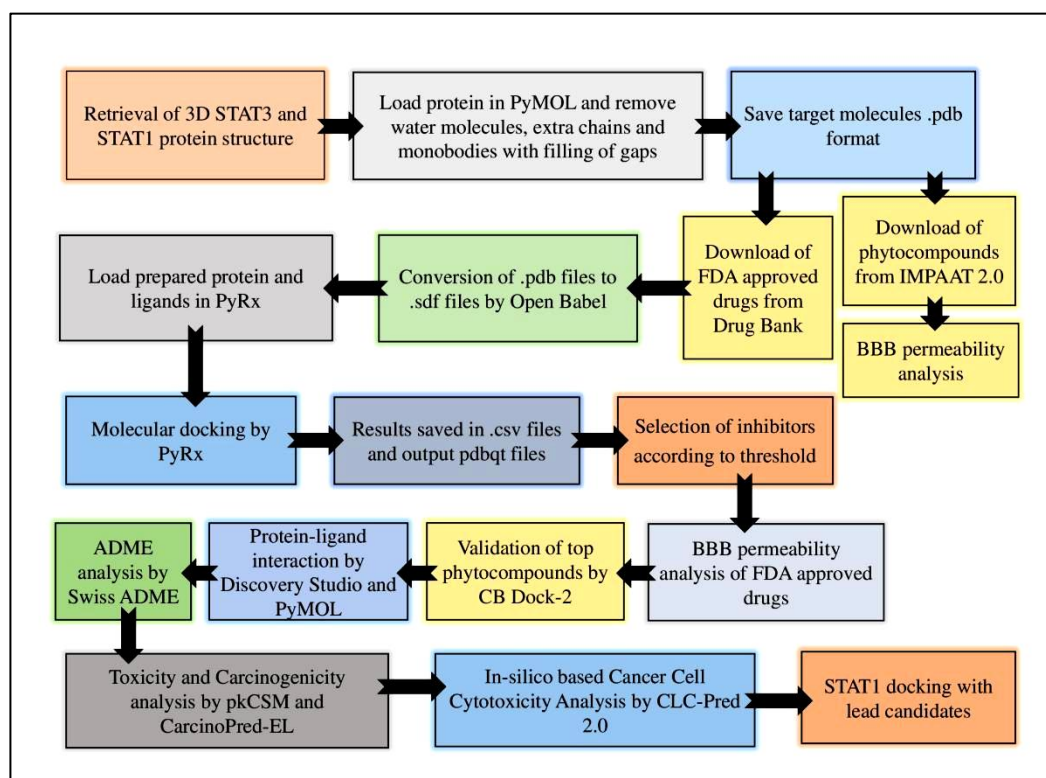 Retrieval of 3D STAT3 and
STAT1 protein structure
Load protein in PyMOL and remove
water molecules, extra chains and
monobodies with filling of gaps
Save target molecules .pdb
format
Download of
phytocompounds
from IMPAAT 2.0
BBB permeability
analysis
Download of
FDA approved
drugs from
Drug Bank
Conversion of .pdb files to
.sdf files by Open Babel
Load prepared protein and
ligands in PyRx
Molecular docking by
PyRx
Results saved in .csv files
and output pdbqt files
Selection of inhibitors
according to threshold
BBB permeability
analysis of FDA approved
drugs
Validation of top
phytocompounds by
CB Dock-2
Protein-ligand
interaction by
Discovery Studio and
PyMOL
ADME
analysis by
Swiss ADME
Toxicity and Carcinogenicity
analysis by pkCSM and
CarcinoPred-EL
In-silico based Cancer Cell
Cytotoxicity Analysis by CLC-Pred
2.0
STAT1 docking with
lead candidates